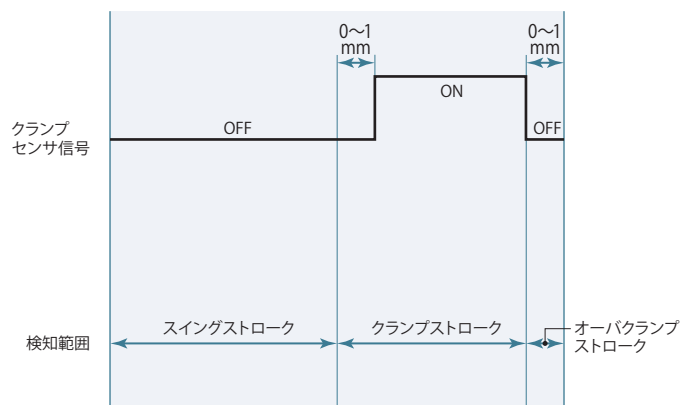 0〜1
mm
0〜1
mm
ON
クランプ
センサ信号
OFF
OFF
検知範囲
スイングストローク
クランプストローク
オーバクランプ
ストローク